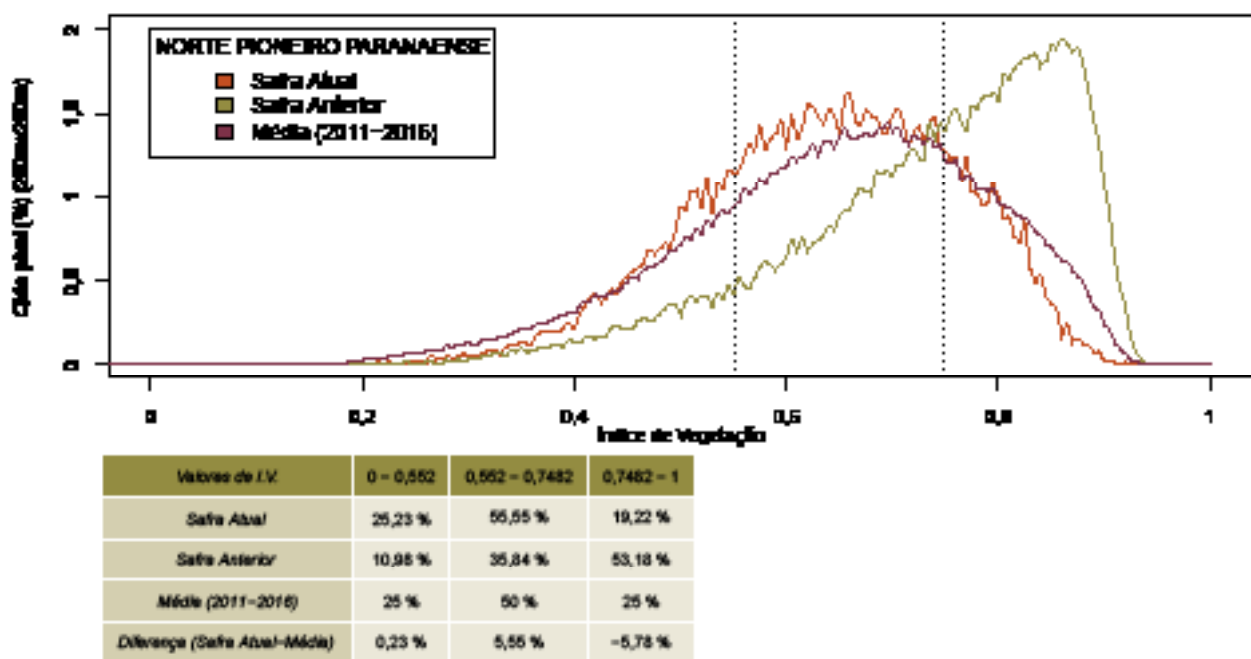 NORTE PIONEIRO PARANAENSE
Safra Atual
Safra Anterior
Média (2011-2016)
2
1,5
1
0,5
0
0 0,2 0,4 0,6 0,8 1
Índice de Vegetação
Valores de I.V. 0 - 0,552 0,552 - 0,7482 0,7482 - 1
Safra Atual 25,23 % 55,55 % 19,22 %
Safra Anterior 10,98 % 35,84 % 53,18 %
Média (2011-2016) 25 % 50 % 25 %
Diferença (Safra Atual-Média) 0,23 % 5,55 % -5,78 %